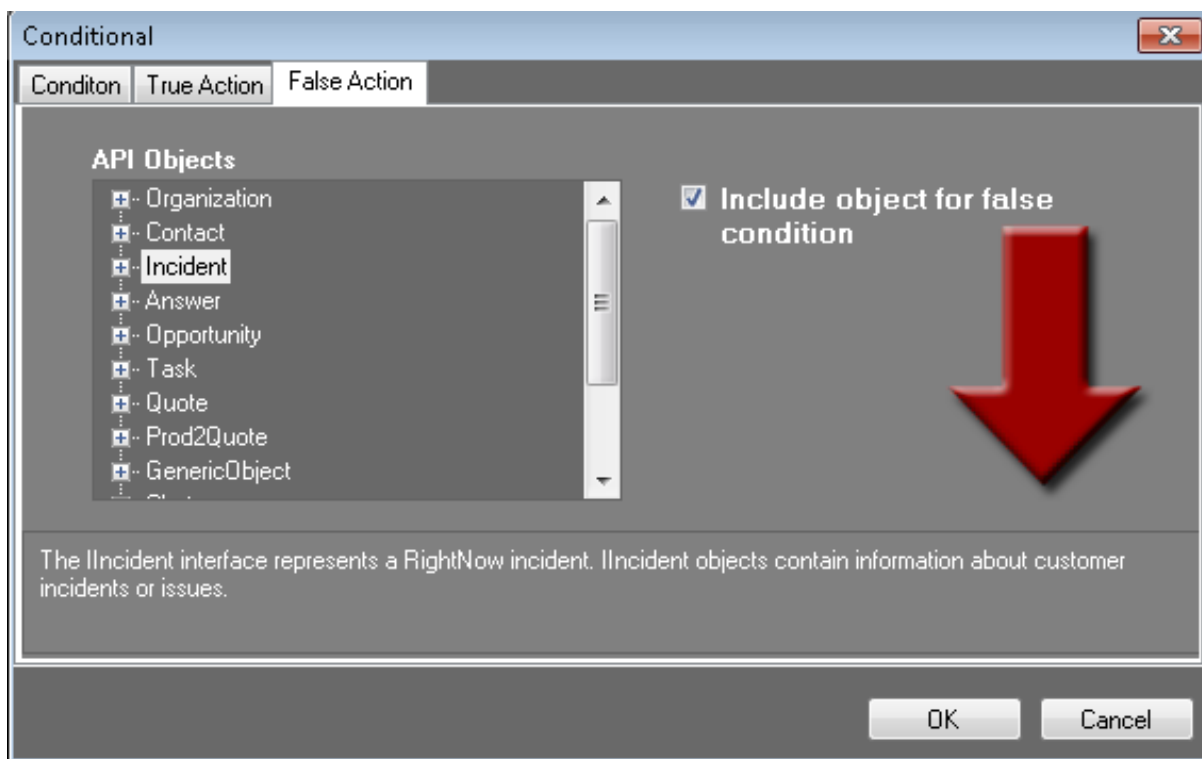 Conditional
Conditon
True Action
False Action
API Objects
Organization
Contact
Incident
Answer
Opportunity
Task
Quote
Prod2Quote
GenericObject
Include object for false
condition
The IIncident interface represents a RightNow incident. IIncident objects contain information about customer
incidents or issues.
OK
Cancel